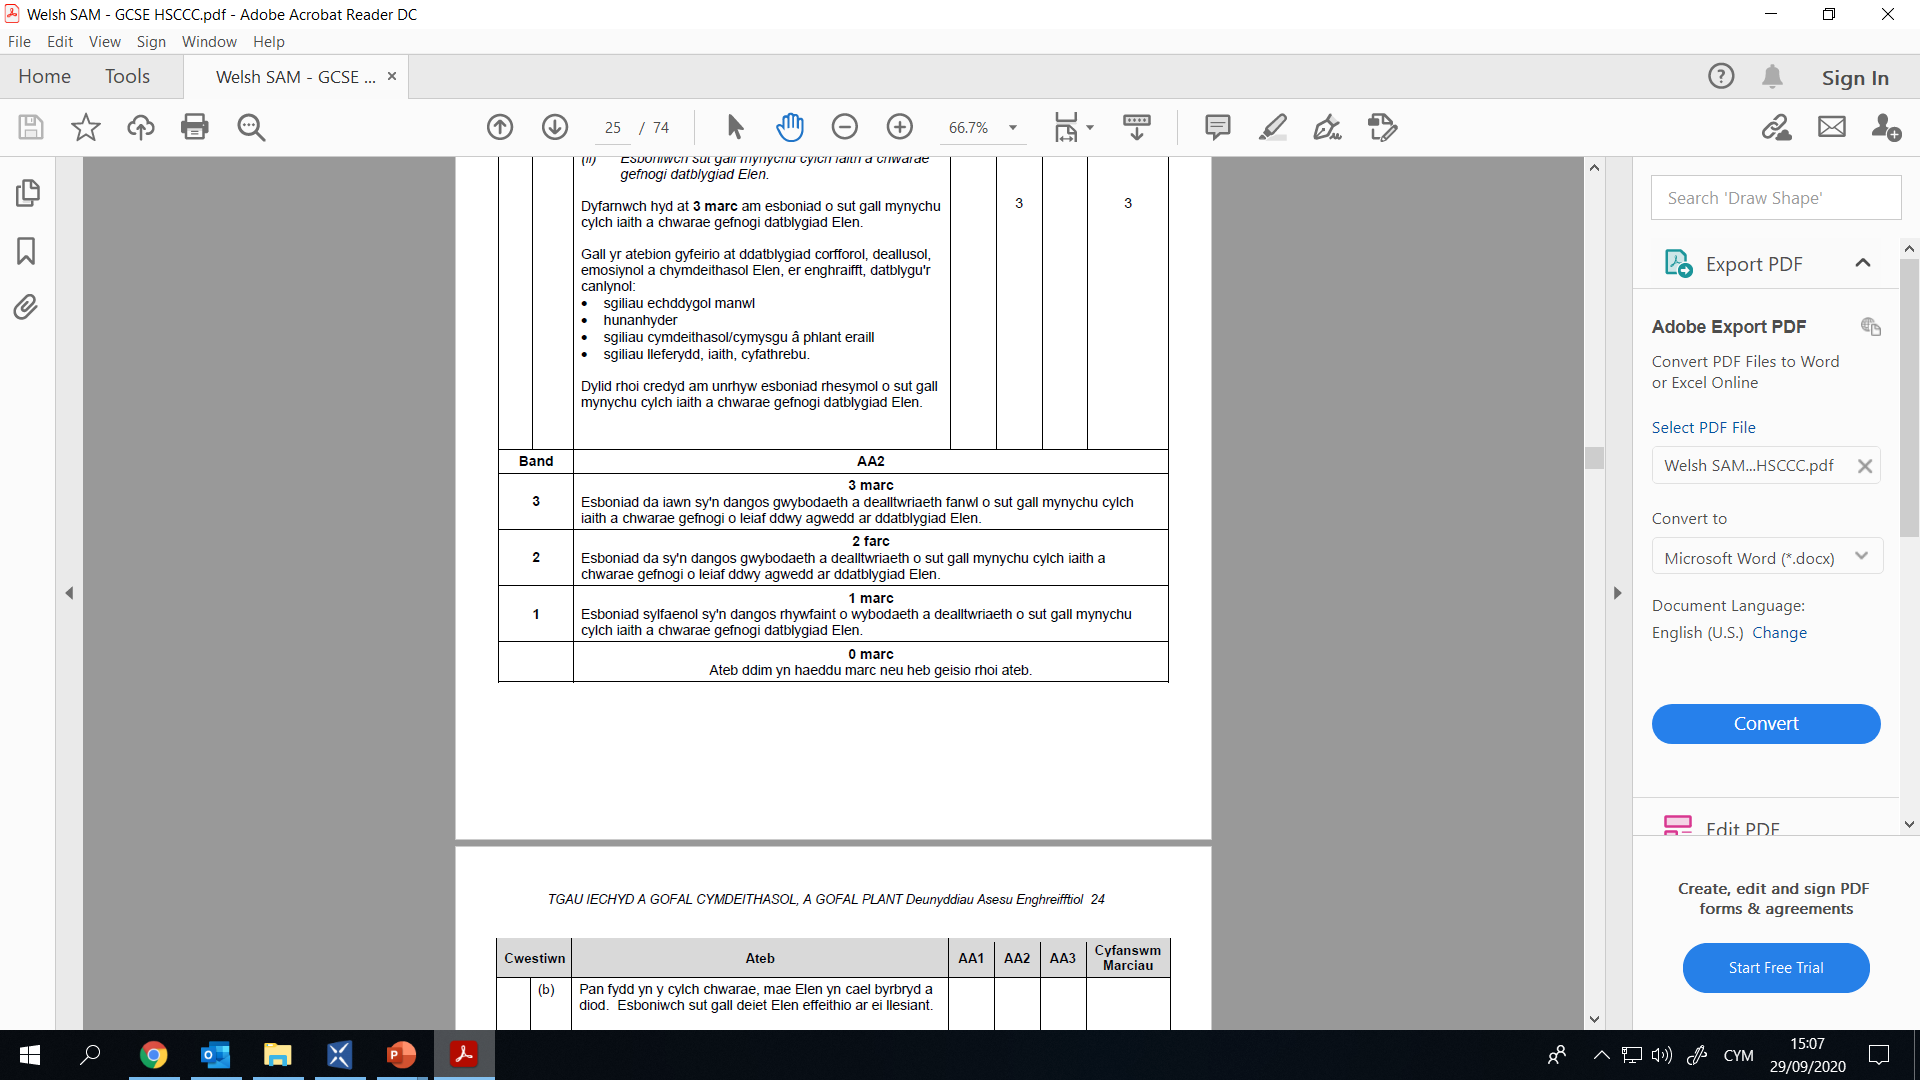 Welsh SAM - GCSE HSCCC.pdf - Adobe Acrobat Reader DC
File Edit View Sign Window Help
Home Tools Welsh SAM - GCSE ... × Sign In
25 / 74 66.7%
(ii) Esboniwch sut gall mynychu cylch iaith a chwarae
gefnogi datblygiad Elen.
Dyfarnwch hyd at 3 marc am esboniad o sut gall mynychu
cylch iaith a chwarae gefnogi datblygiad Elen.
3 3
Gall yr atebion gyfeirio at ddatblygiad corfforol, deallusol,
emosiynol a chymdeithasol Elen, er enghraifft, datblygu'r
canlynol:
• sgiliau echddygol manwl
• hunanhyder
• sgiliau cymdeithasol/cymysgu â phlant eraill
• sgiliau lleferydd, iaith, cyfathrebu.
Dylid rhoi credyd am unrhyw esboniad rhesymol o sut gall
mynychu cylch iaith a chwarae gefnogi datblygiad Elen.
Band AA2
3 marc
3 Esboniad da iawn sy'n dangos gwybodaeth a dealltwriaeth fanwl o sut gall mynychu cylch
iaith a chwarae gefnogi o leiaf ddwy agwedd ar ddatblygiad Elen.
2 farc
2 Esboniad da sy'n dangos gwybodaeth a dealltwriaeth o sut gall mynychu cylch iaith a
chwarae gefnogi o leiaf ddwy agwedd ar ddatblygiad Elen.
1 marc
1 Esboniad sylfaenol sy'n dangos rhywfaint o wybodaeth a dealltwriaeth o sut gall mynychu
cylch iaith a chwarae gefnogi datblygiad Elen.
0 marc
Ateb ddim yn haeddu marc neu heb geisio rhoi ateb.
TGAU IECHYD A GOFAL CYMDEITHASOL, A GOFAL PLANT Deunyddiau Asesu Enghreifftiol 24
Cwestiwn Ateb AA1 AA2 AA3 Cyfanswm
Marciau
(b) Pan fydd yn y cylch chwarae, mae Elen yn cael byrbryd a
diod. Esboniwch sut gall deiet Elen effeithio ar ei llesiant.
Search 'Draw Shape'
Export PDF
Adobe Export PDF
Convert PDF Files to Word
or Excel Online
Select PDF File
Welsh SAM...HSCCC.pdf
Convert to
Microsoft Word (*.docx)
Document Language:
English (U.S.) Change
Convert
Edit PDF
Create, edit and sign PDF
forms & agreements
Start Free Trial
CYM
15:07
29/09/2020